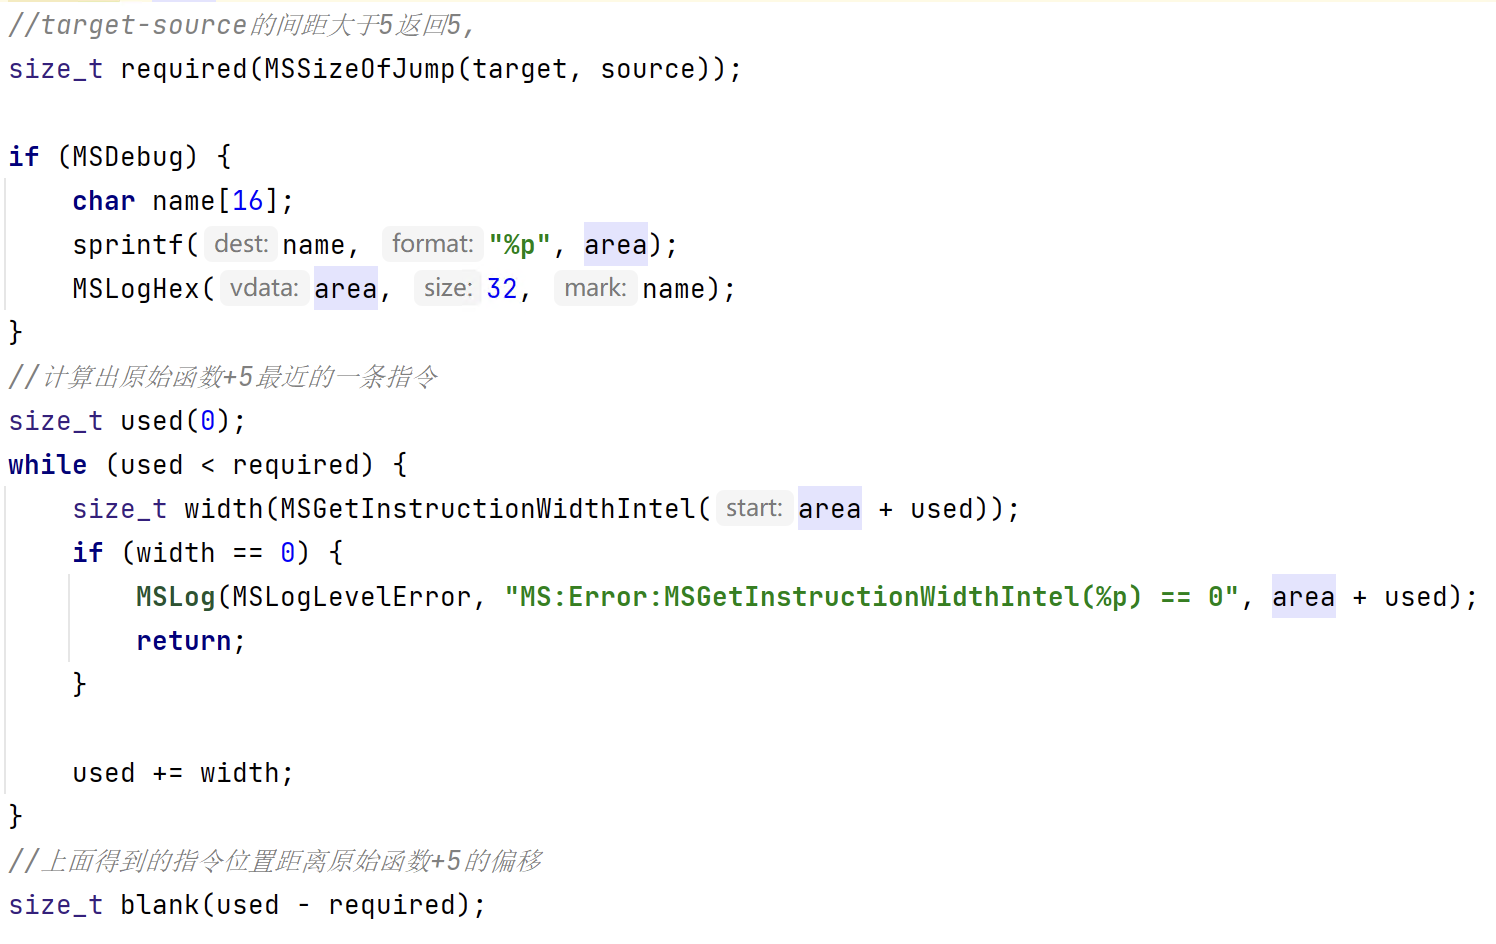 //target-source的间距大于5返回5,
size_t required(MSSizeOfJump(target, source));
if (MSDebug) {
char name[16];
sprintf( dest: name, format: "%p", area);
MSLogHex( vdata: area, size: 32, mark: name);
}
//计算出原始函数+5最近的一条指令
size_t used(0);
while (used < required) {
size_t width(MSGetInstructionWidthIntel( start: area + used));
if (width == 0) {
MSLog(MSLogLevelError, "MS:Error:MSGetInstructionWidthIntel(%p) == 0", area + used);
return;
}
used += width;
}
//上面得到的指令位置距离原始函数+5的偏移
size_t blank(used - required);